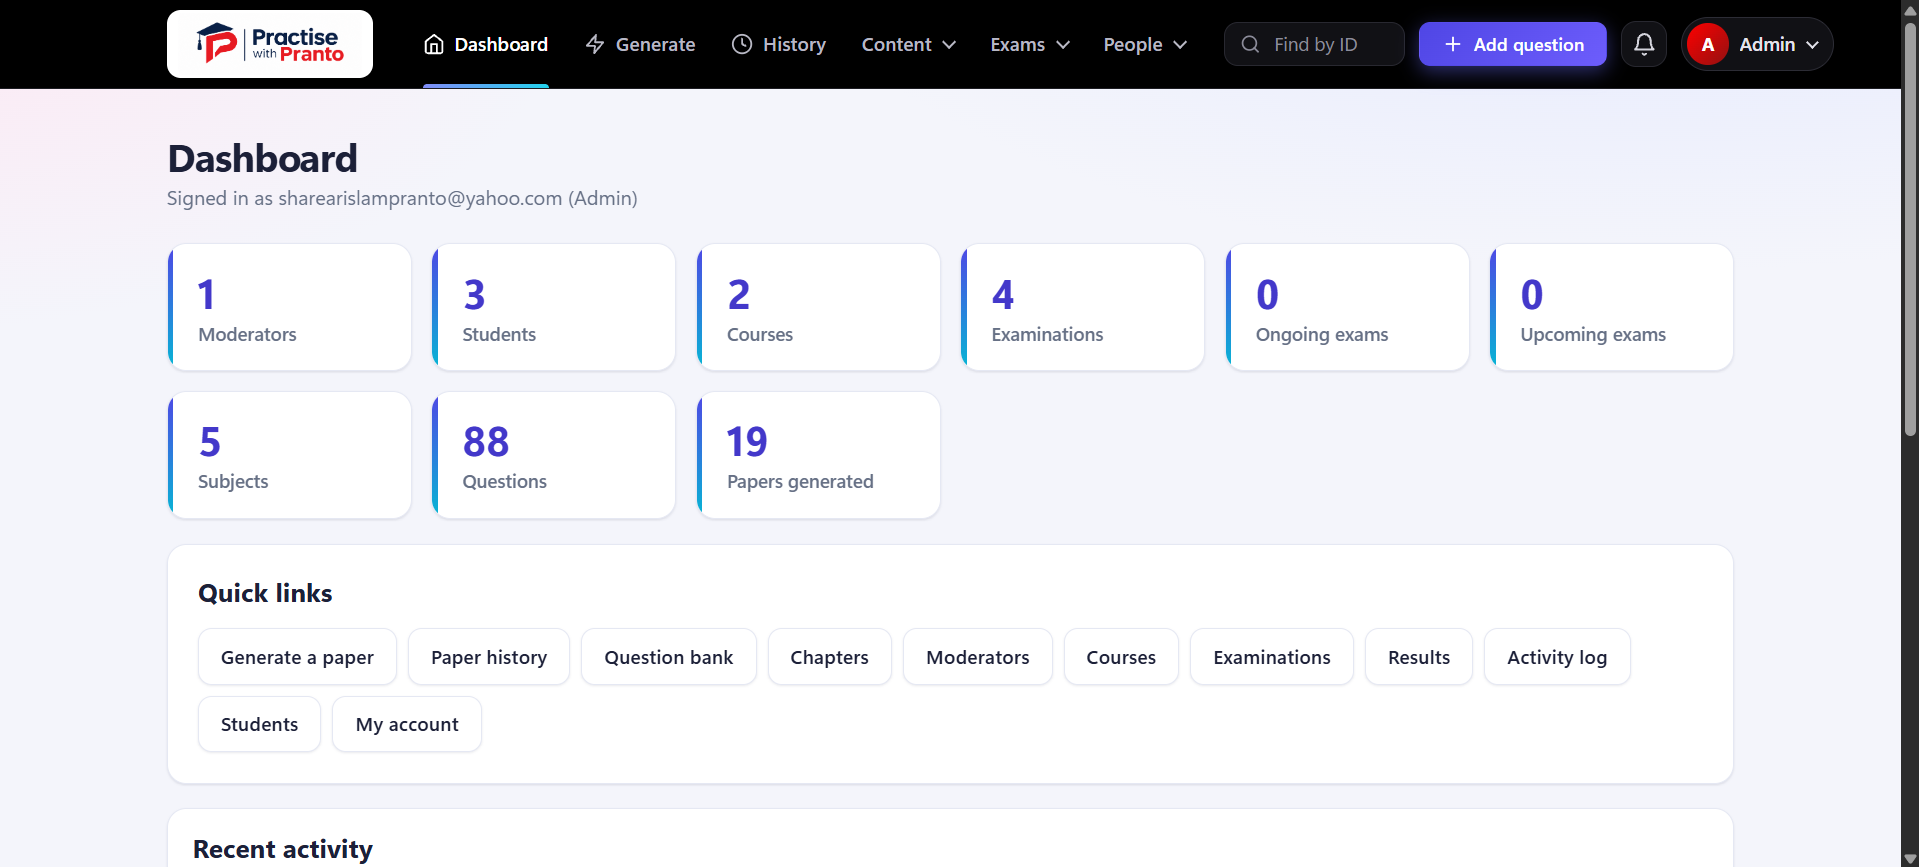 Practise
with Pranto
Dashboard
Generate
History
Content
Exams
People
Find by ID
Add question
A
Admin
Dashboard
Signed in as sharearislampranto@yahoo.com (Admin)
1
Moderators
3
Students
2
Courses
4
Examinations
0
Ongoing exams
0
Upcoming exams
5
Subjects
88
Questions
19
Papers generated
Quick links
Generate a paper
Paper history
Question bank
Chapters
Moderators
Courses
Examinations
Results
Activity log
Students
My account
Recent activity